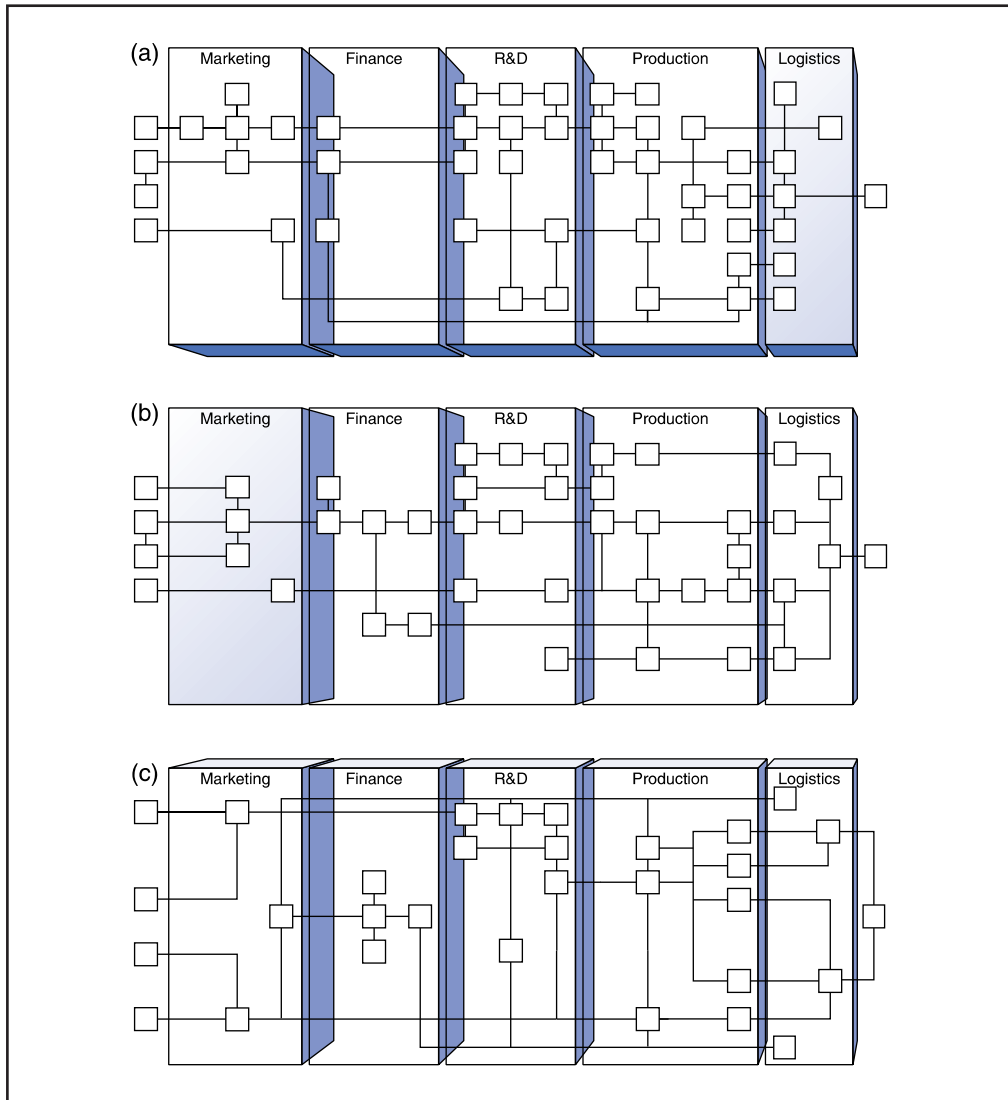 (a)
Marketing Finance R&D Production Logistics
(b)
Marketing Finance R&D Production Logistics
(c)
Marketing Finance R&D Production Logistics